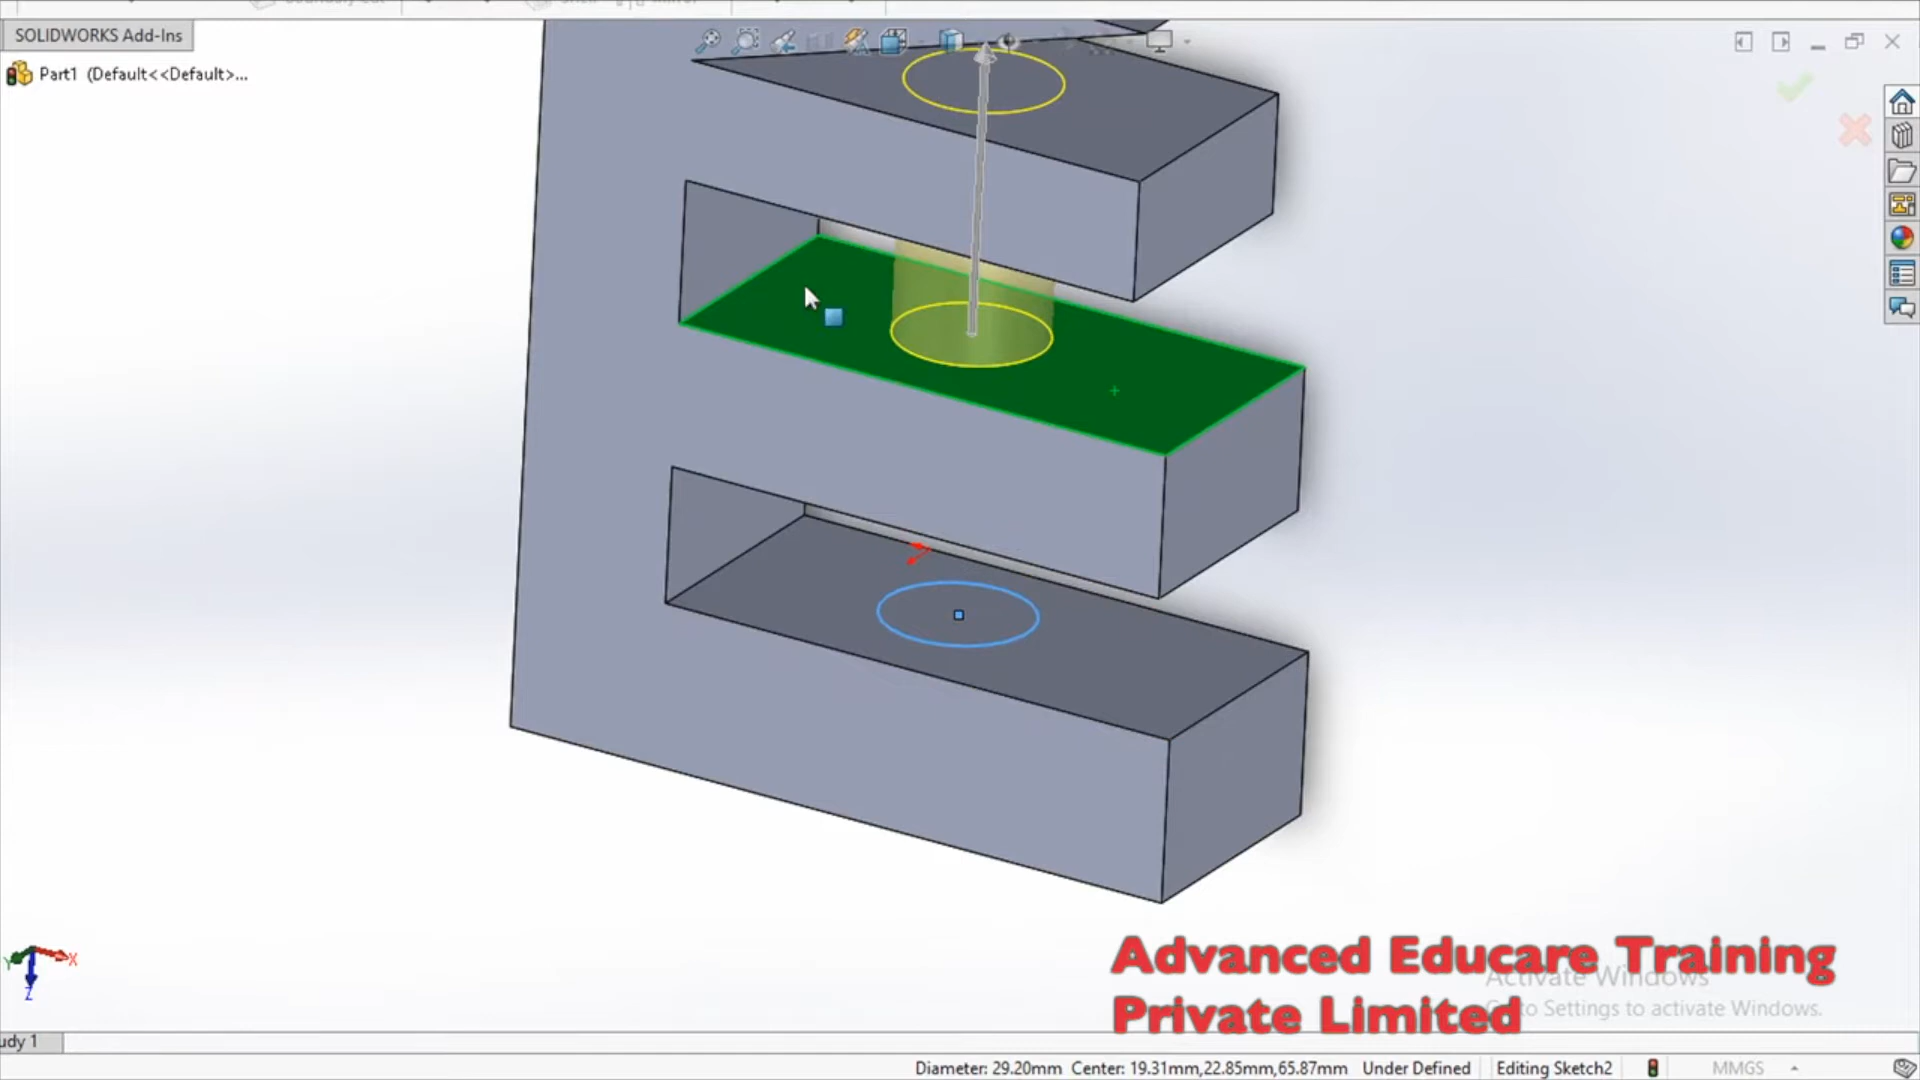 SOLIDWORKS Add-Ins
Part1 (Default<<Default>...
X
Y
Z
Advanced Educare Training
Private Limited
Activate Windows
to Settings to activate Windows.
udy 1
Diameter: 29.20mm Center: 19.31mm,22.85mm,65.87mm Under Defined Editing Sketch2 MMGS